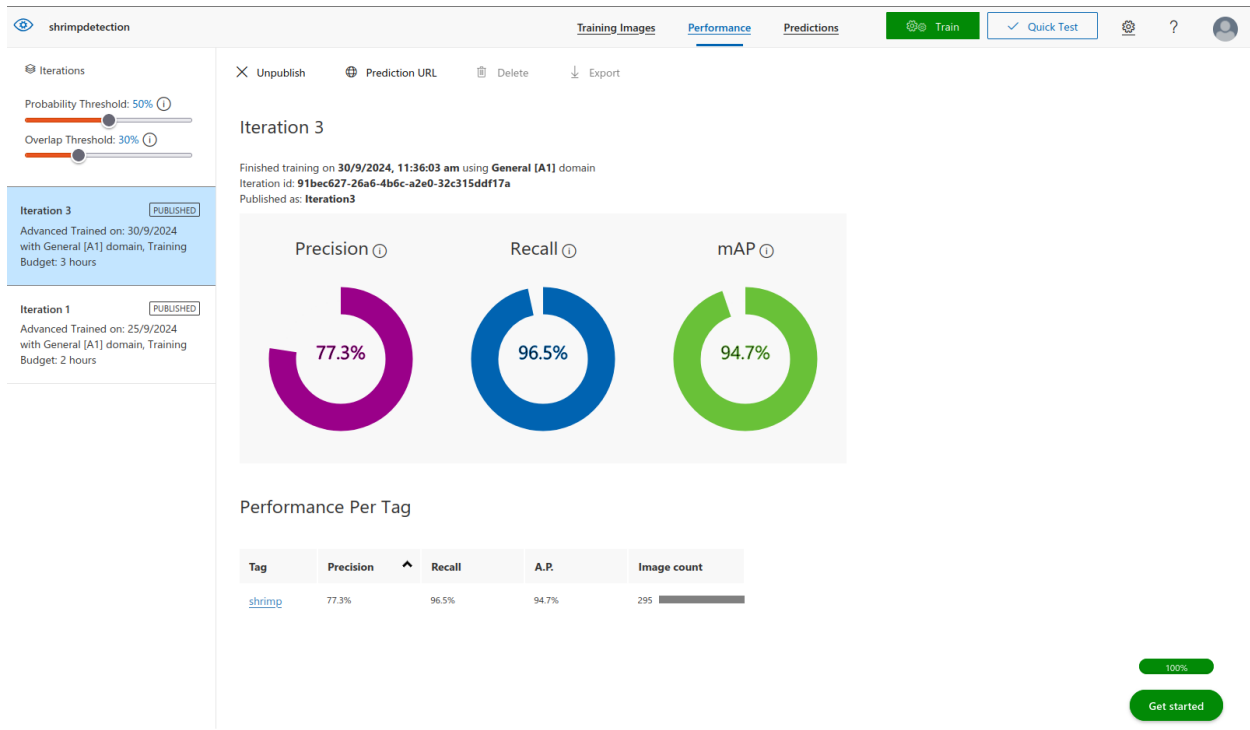 shrimpdetection
Training Images Performance Predictions Train Quick Test ?
Iterations
Probability Threshold: 50%
Overlap Threshold: 30%
Iteration 3 PUBLISHED
Advanced Trained on: 30/9/2024
with General [A1] domain, Training
Budget: 3 hours
Iteration 1 PUBLISHED
Advanced Trained on: 25/9/2024
with General [A1] domain, Training
Budget: 2 hours
Unpublish Prediction URL Delete Export
Iteration 3
Finished training on 30/9/2024, 11:36:03 am using General [A1] domain
Iteration id: 91bec627-26a6-4b6c-a2e0-32c315ddf17a
Published as: Iteration3
Precision Recall mAP
77.3% 96.5% 94.7%
Performance Per Tag
Tag Precision Recall A.P. Image count
shrimp 77.3% 96.5% 94.7% 295
100%
Get started